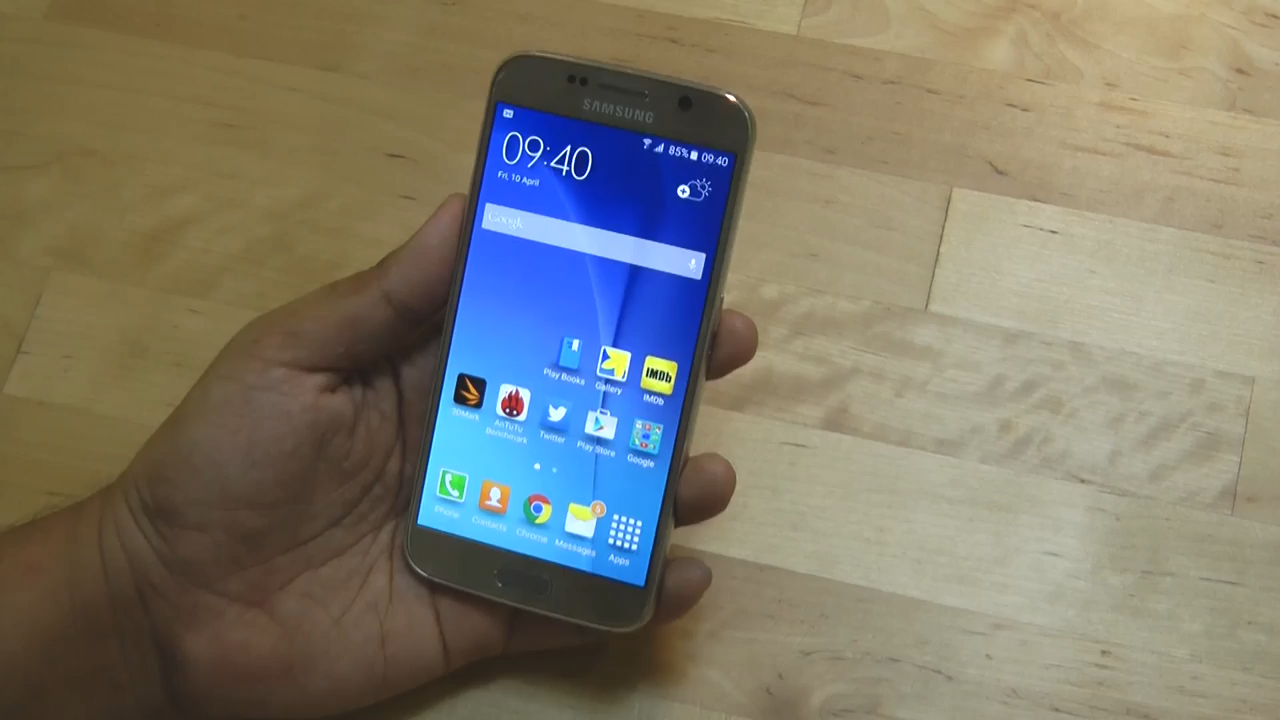 SAMSUNG
85% 09:40
09:40
Fri, 10 April
Google
Play Books
Gallery
IMDb
IMDb
3DMark
AnTuTu
Benchmark
Twitter
Play Store
Google
5
Phone
Contacts
Chrome
Messages
Apps